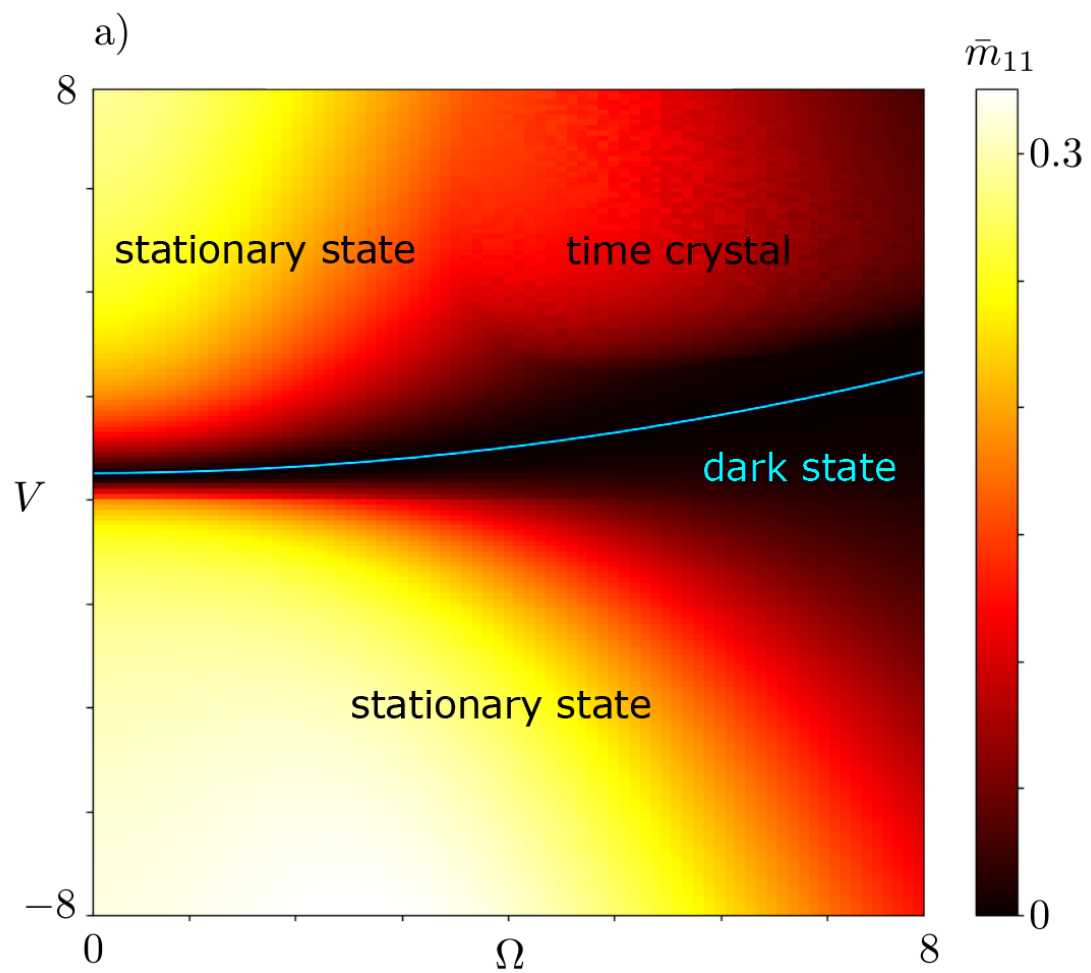 a)
m̄₁₁
8
0.3
stationary state
time crystal
dark state
V
stationary state
−8
0
0
Ω
8